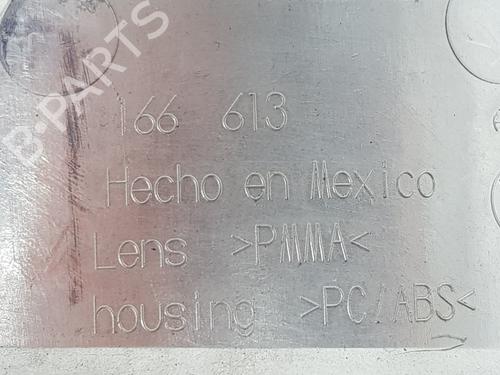 B-PARTS
166 613
Hecho en Mexico
Lens >PMMA<
housing >PC/ABS<